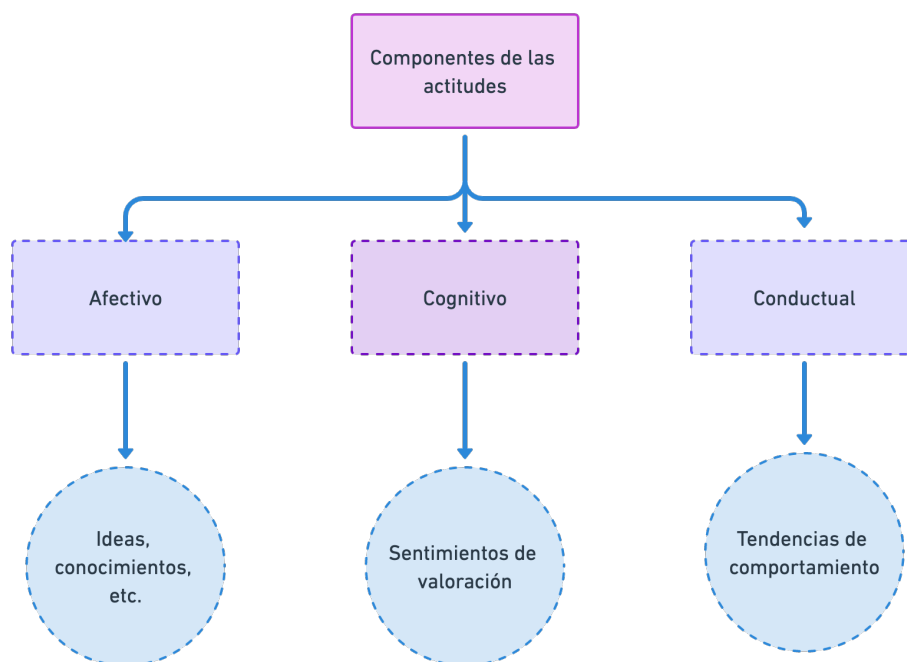 Componentes de las
actitudes
Afectivo
Cognitivo
Conductual
Ideas,
conocimientos,
etc.
Sentimientos de
valoración
Tendencias de
comportamiento